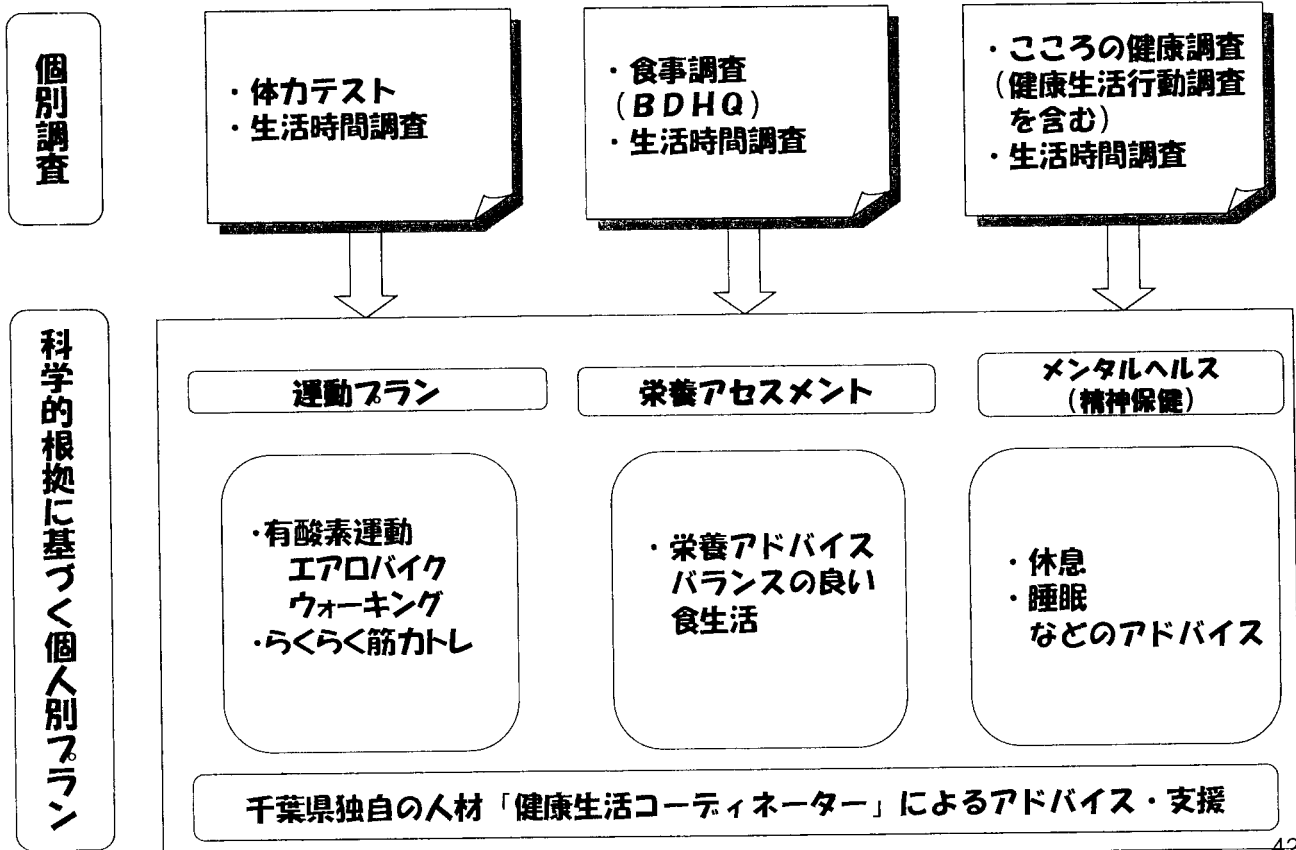 個別調査
・体力テスト
・生活時間調査
・食事調査
(BDHQ)
・生活時間調査
・こころの健康調査
(健康生活行動調査
を含む)
・生活時間調査
科学的根拠に基づく個人別プラン
運動プラン
栄養アセスメント
メンタルヘルス
(精神保健)
・有酸素運動
エアロバイク
ウォーキング
・らくらく筋力トレ
・栄養アドバイス
バランスの良い
食生活
・休息
・睡眠
などのアドバイス
千葉県独自の人材「健康生活コーディネーター」によるアドバイス・支援
42